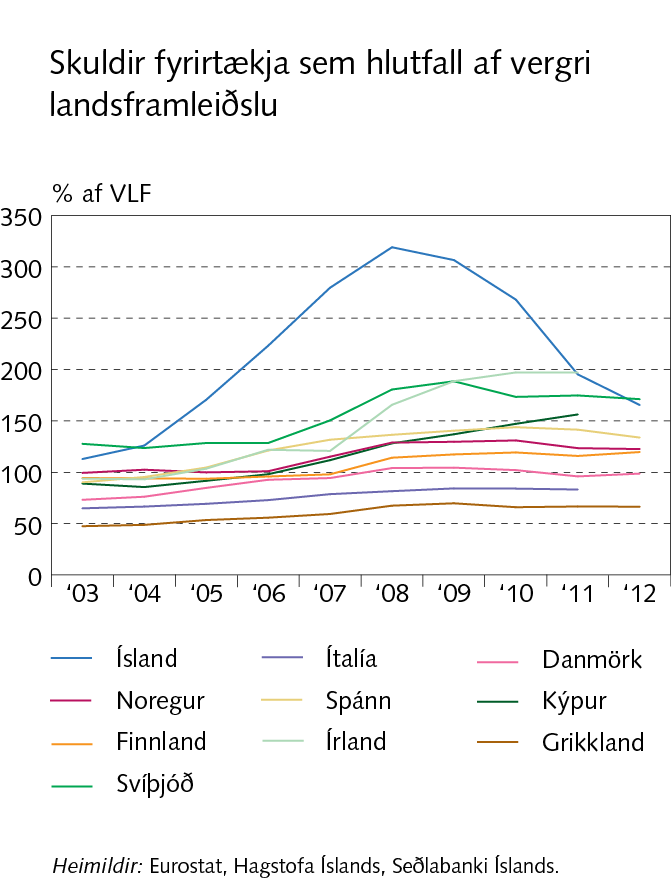 Skuldir fyrirtækja sem hlutfall af vergri
landsframleiðslu
% af VLF
350
300
250
200
150
100
50
0
‘03 ‘04 ‘05 ‘06 ‘07 ‘08 ‘09 ‘10 ‘11 ‘12
Ísland Ítalía Danmörk
Noregur Spánn Kýpur
Finnland Írland Grikkland
Svíþjóð
Heimildir: Eurostat, Hagstofa Íslands, Seðlabanki Íslands.